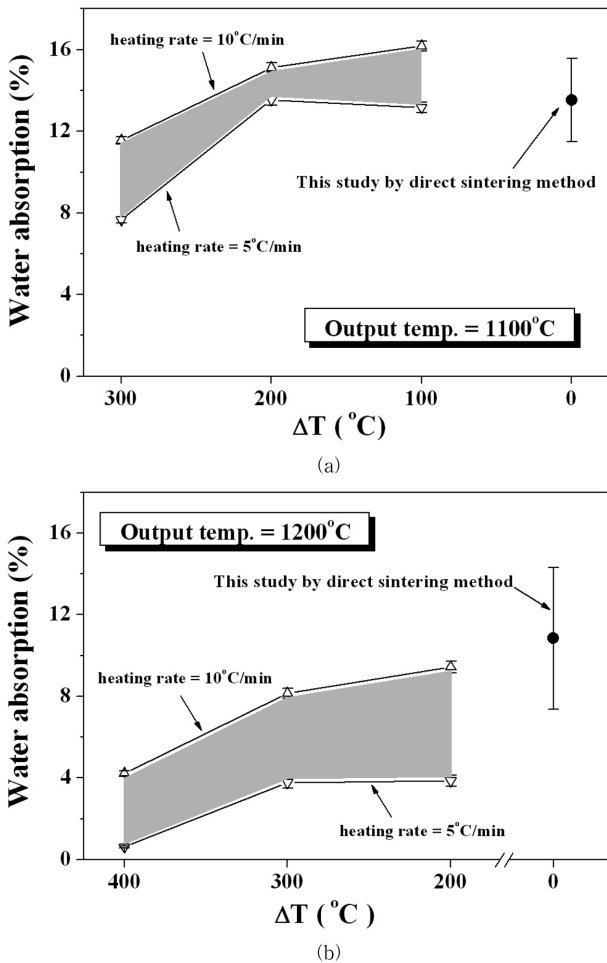 16
12
8
4
0
Water absorption (%)
heating rate = 10°C/min
heating rate = 5°C/min
This study by direct sintering method
Output temp. = 1100°C
300 200 100 0
ΔT ( °C)
(a)
16
12
8
4
0
Water absorption (%)
Output temp. = 1200°C
This study by direct sintering method
heating rate = 10°C/min
heating rate = 5°C/min
400 300 200 0
ΔT ( °C)
(b)